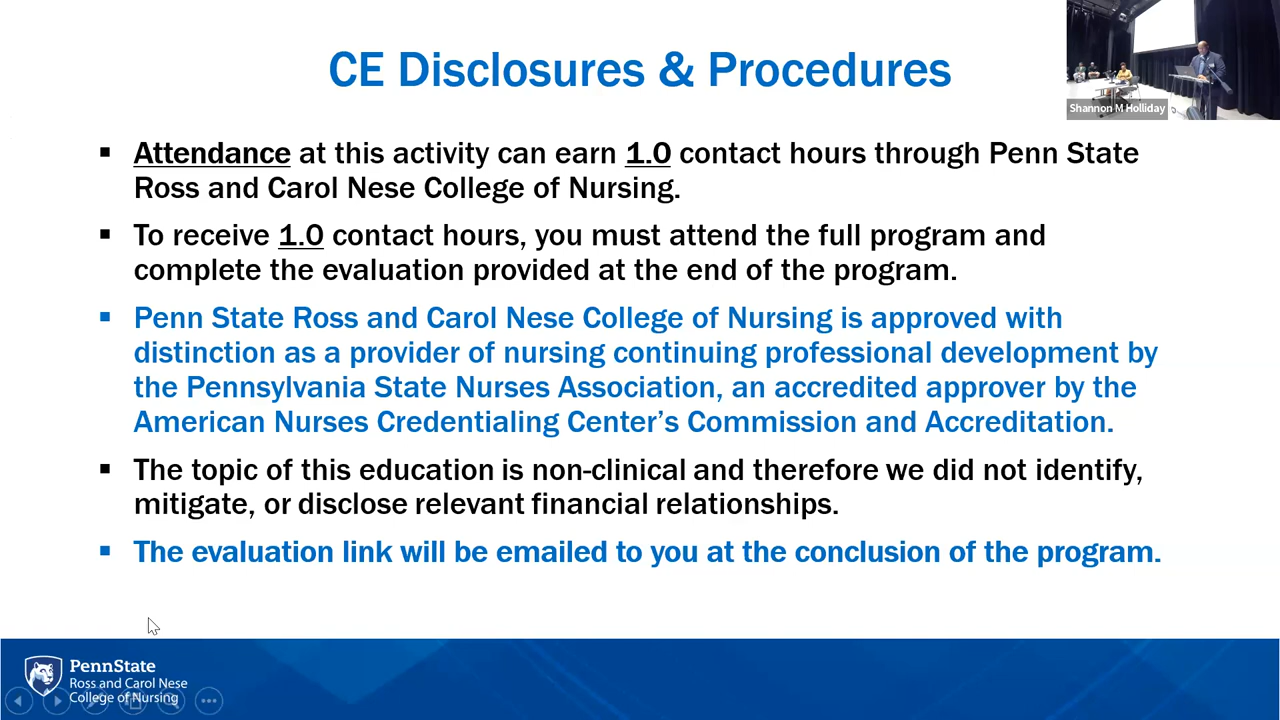 CE Disclosures & Procedures
Shannon M Holliday
▪ Attendance at this activity can earn 1.0 contact hours through Penn State
Ross and Carol Nese College of Nursing.
▪ To receive 1.0 contact hours, you must attend the full program and
complete the evaluation provided at the end of the program.
▪ Penn State Ross and Carol Nese College of Nursing is approved with
distinction as a provider of nursing continuing professional development by
the Pennsylvania State Nurses Association, an accredited approver by the
American Nurses Credentialing Center’s Commission and Accreditation.
▪ The topic of this education is non-clinical and therefore we did not identify,
mitigate, or disclose relevant financial relationships.
▪ The evaluation link will be emailed to you at the conclusion of the program.
PennState
Ross and Carol Nese
College of Nursing